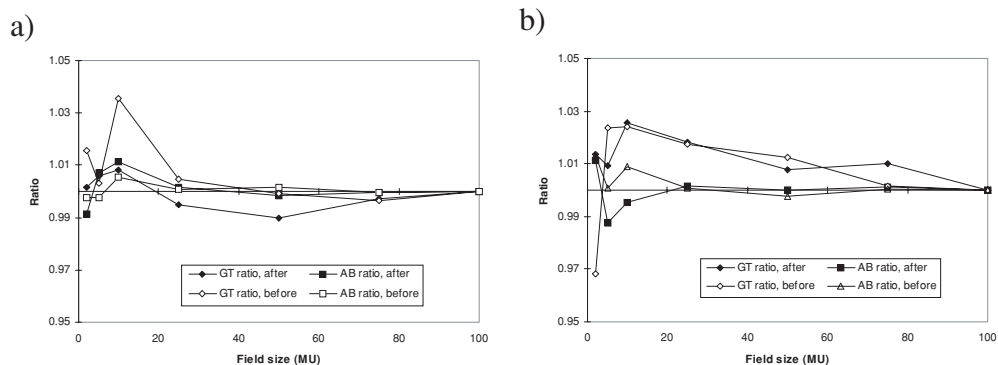 a)
1.05
1.03
1.01
0.99
0.97
0.95
Ratio
GT ratio, after
AB ratio, after
GT ratio, before
AB ratio, before
0 20 40 60 80 100
Field size (MU)
b)
1.05
1.03
1.01
0.99
0.97
0.95
Ratio
GT ratio, after
AB ratio, after
GT ratio, before
AB ratio, before
0 20 40 60 80 100
Field size (MU)